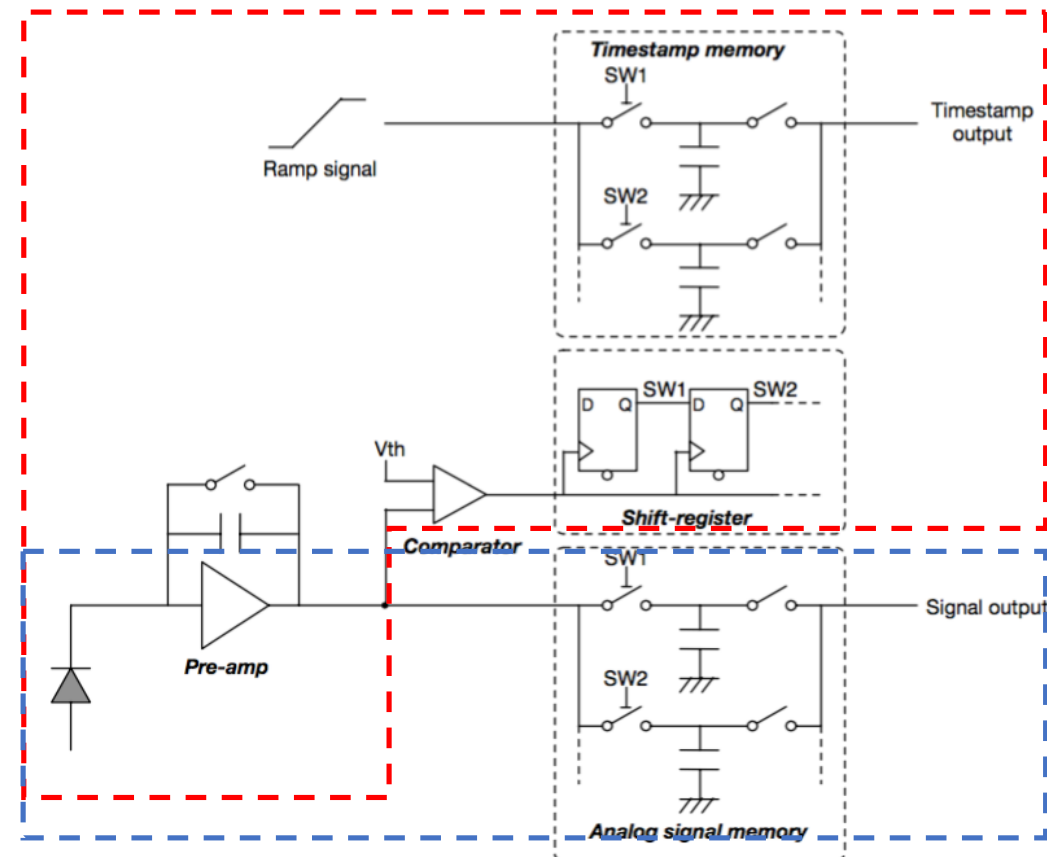 Timestamp memory
SW1
Timestamp
output
Ramp signal
SW2
SW1
SW2
D
Q
D
Q
Vth
Shift-register
Comparator
SW1
Signal output
Pre-amp
SW2
Analog signal memory